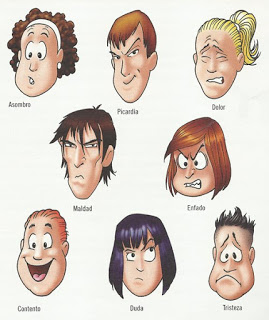 Asombro
Picardía
Dolor
Maldad
Enfado
Contento
Duda
Tristeza